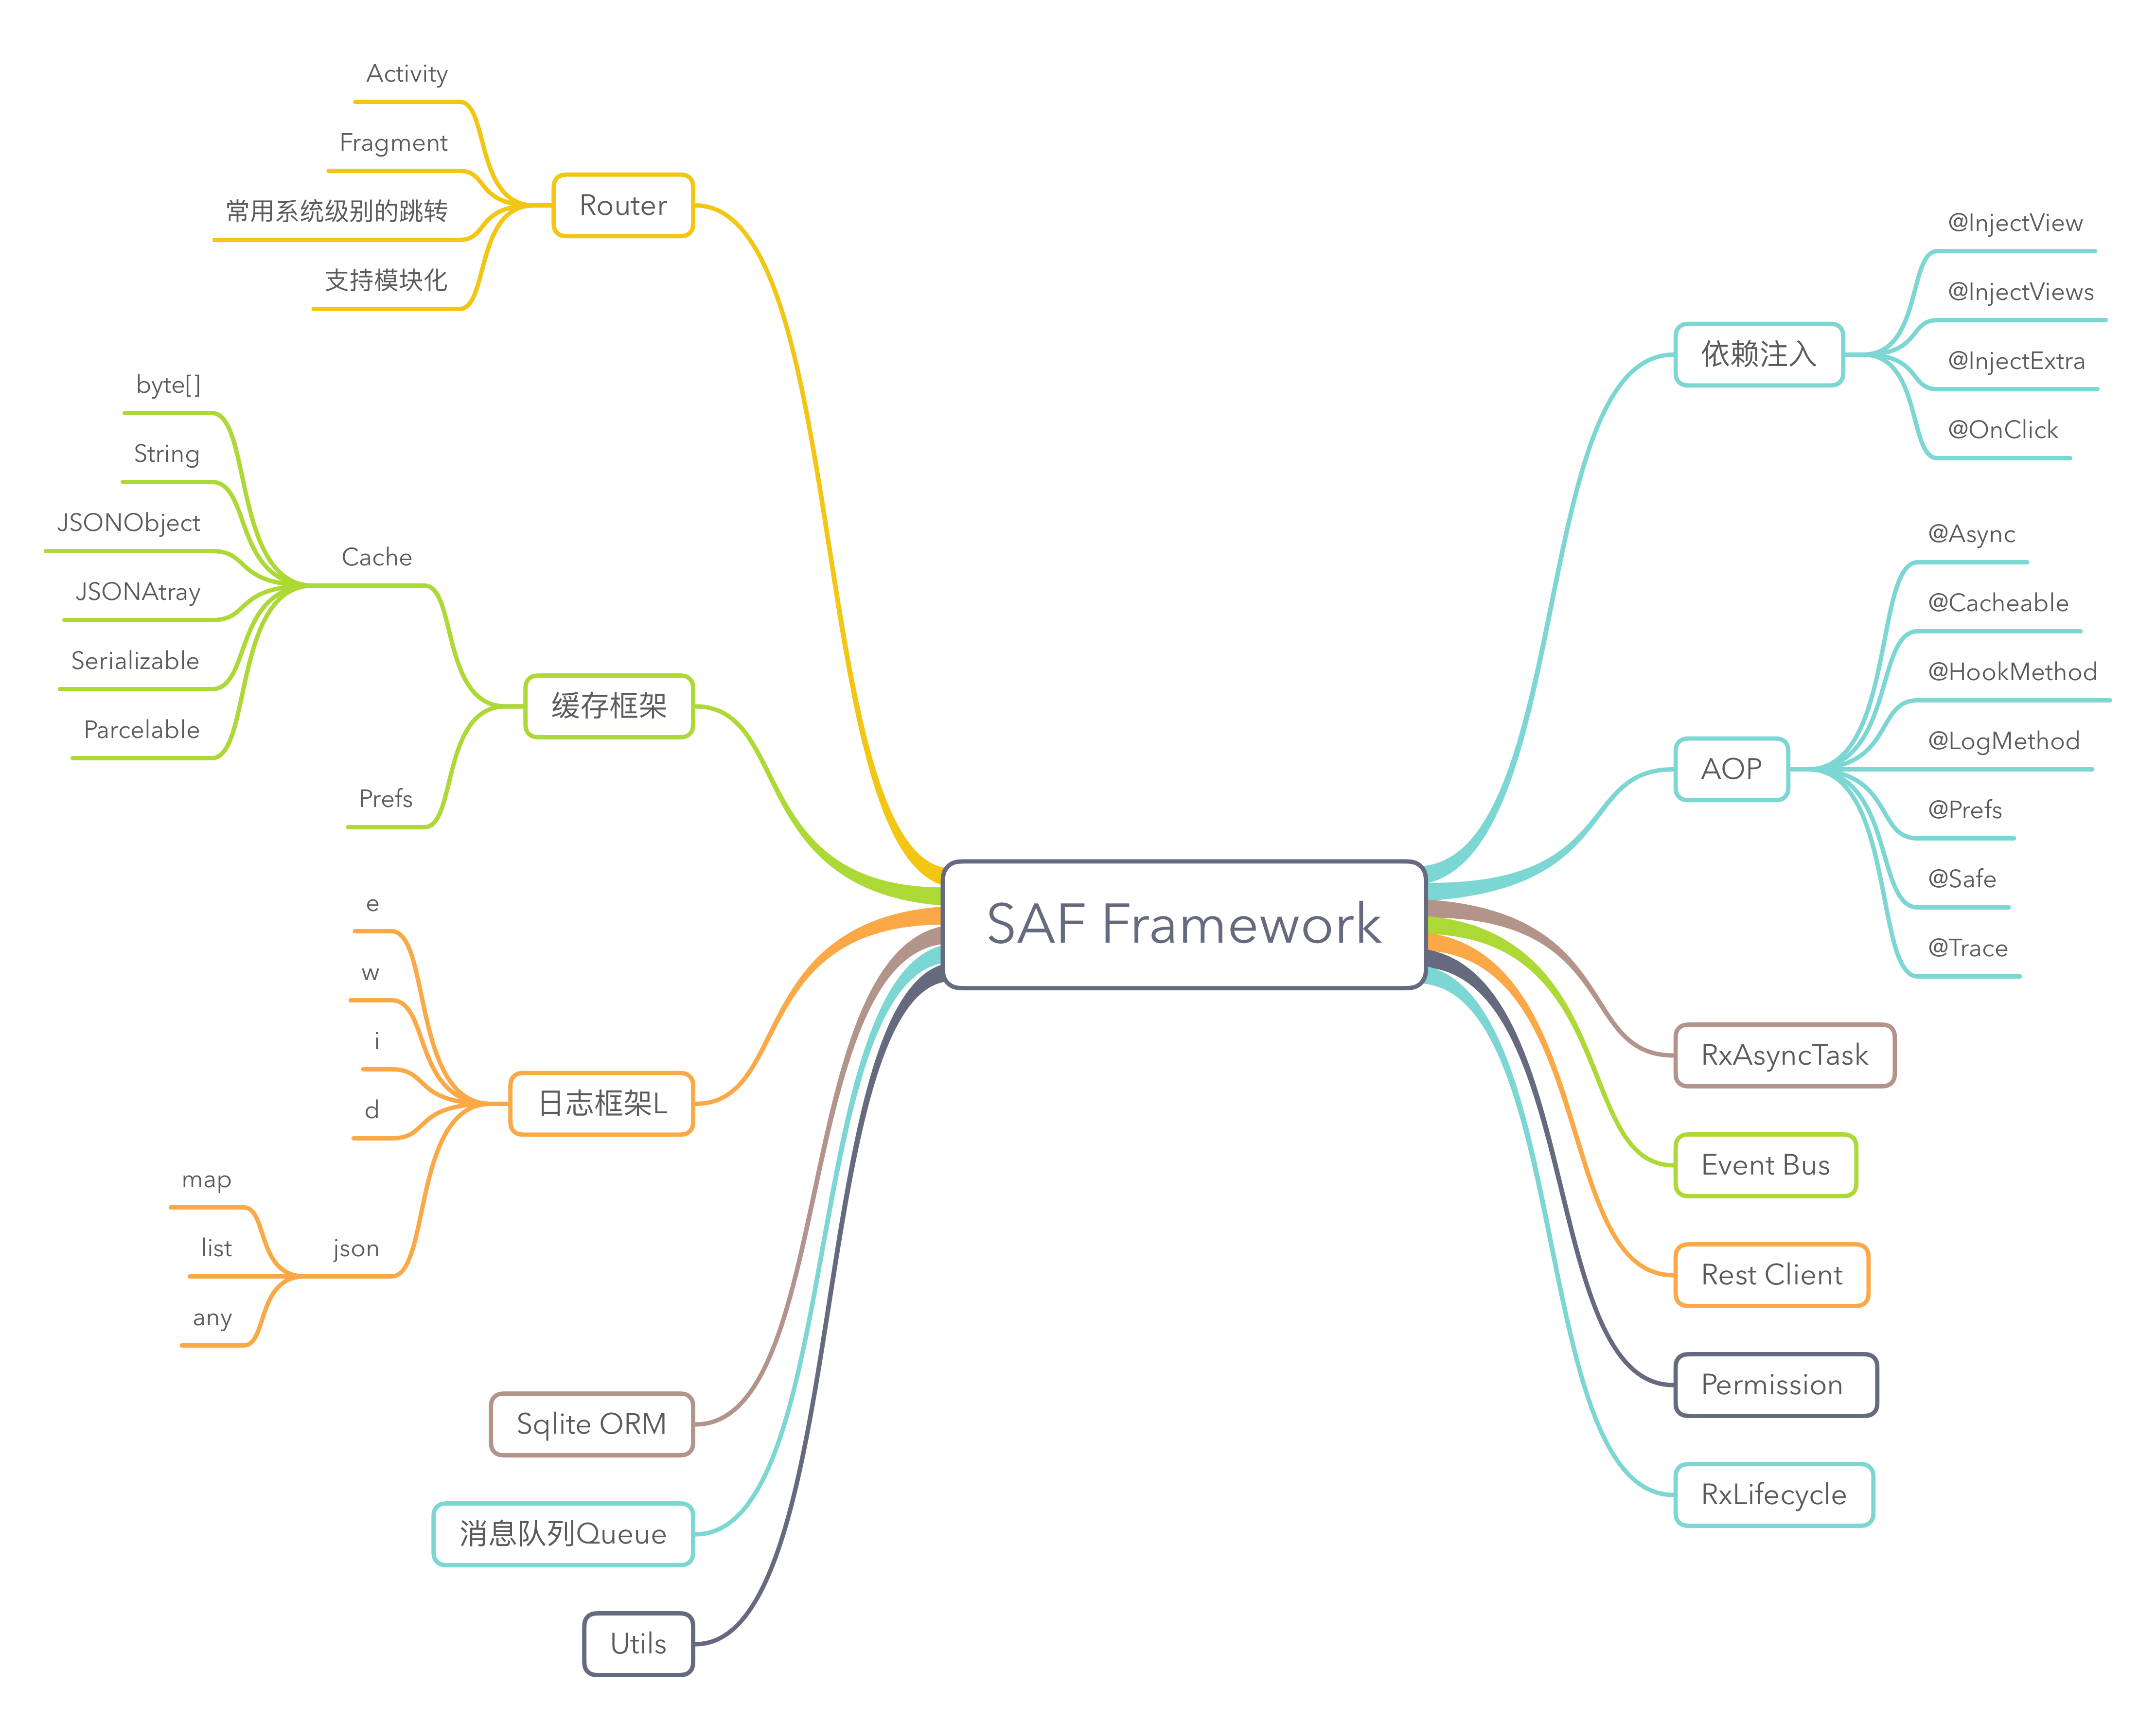 SAF Framework
Router
Activity
Fragment
常用系统级别的跳转
支持模块化
缓存框架
Cache
byte[]
String
JSONObject
JSONAtray
Serializable
Parcelable
Prefs
日志框架L
e
w
i
d
json
map
list
any
Sqlite ORM
消息队列Queue
Utils
依赖注入
@InjectView
@InjectViews
@InjectExtra
@OnClick
AOP
@Async
@Cacheable
@HookMethod
@LogMethod
@Prefs
@Safe
@Trace
RxAsyncTask
Event Bus
Rest Client
Permission
RxLifecycle